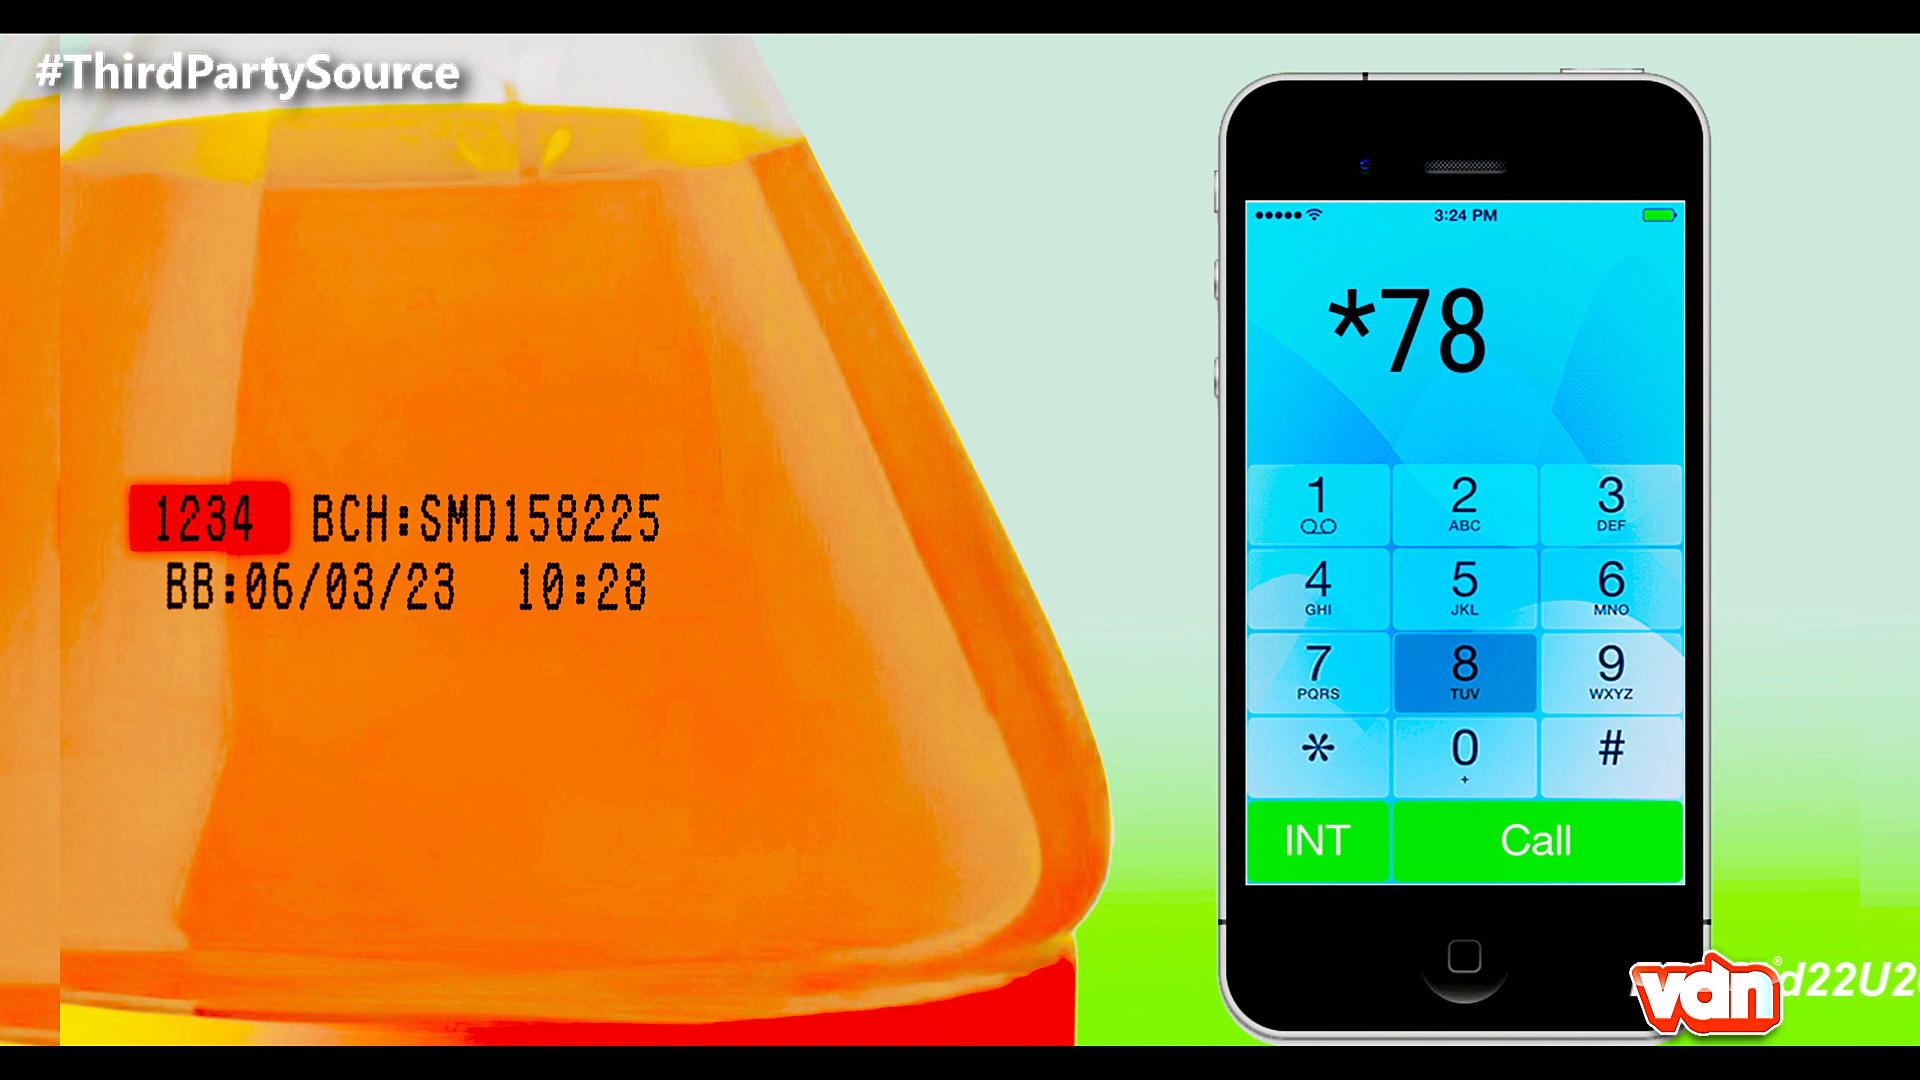 #ThirdPartySource
1234 BCH:SMD158225
BB:06/03/23 10:28
3:24 PM
*78
1 2 3
ABC DEF
4 5 6
GHI JKL MNO
7 8 9
PQRS TUV WXYZ
* 0 #
+
INT Call
d22U2
vdn®